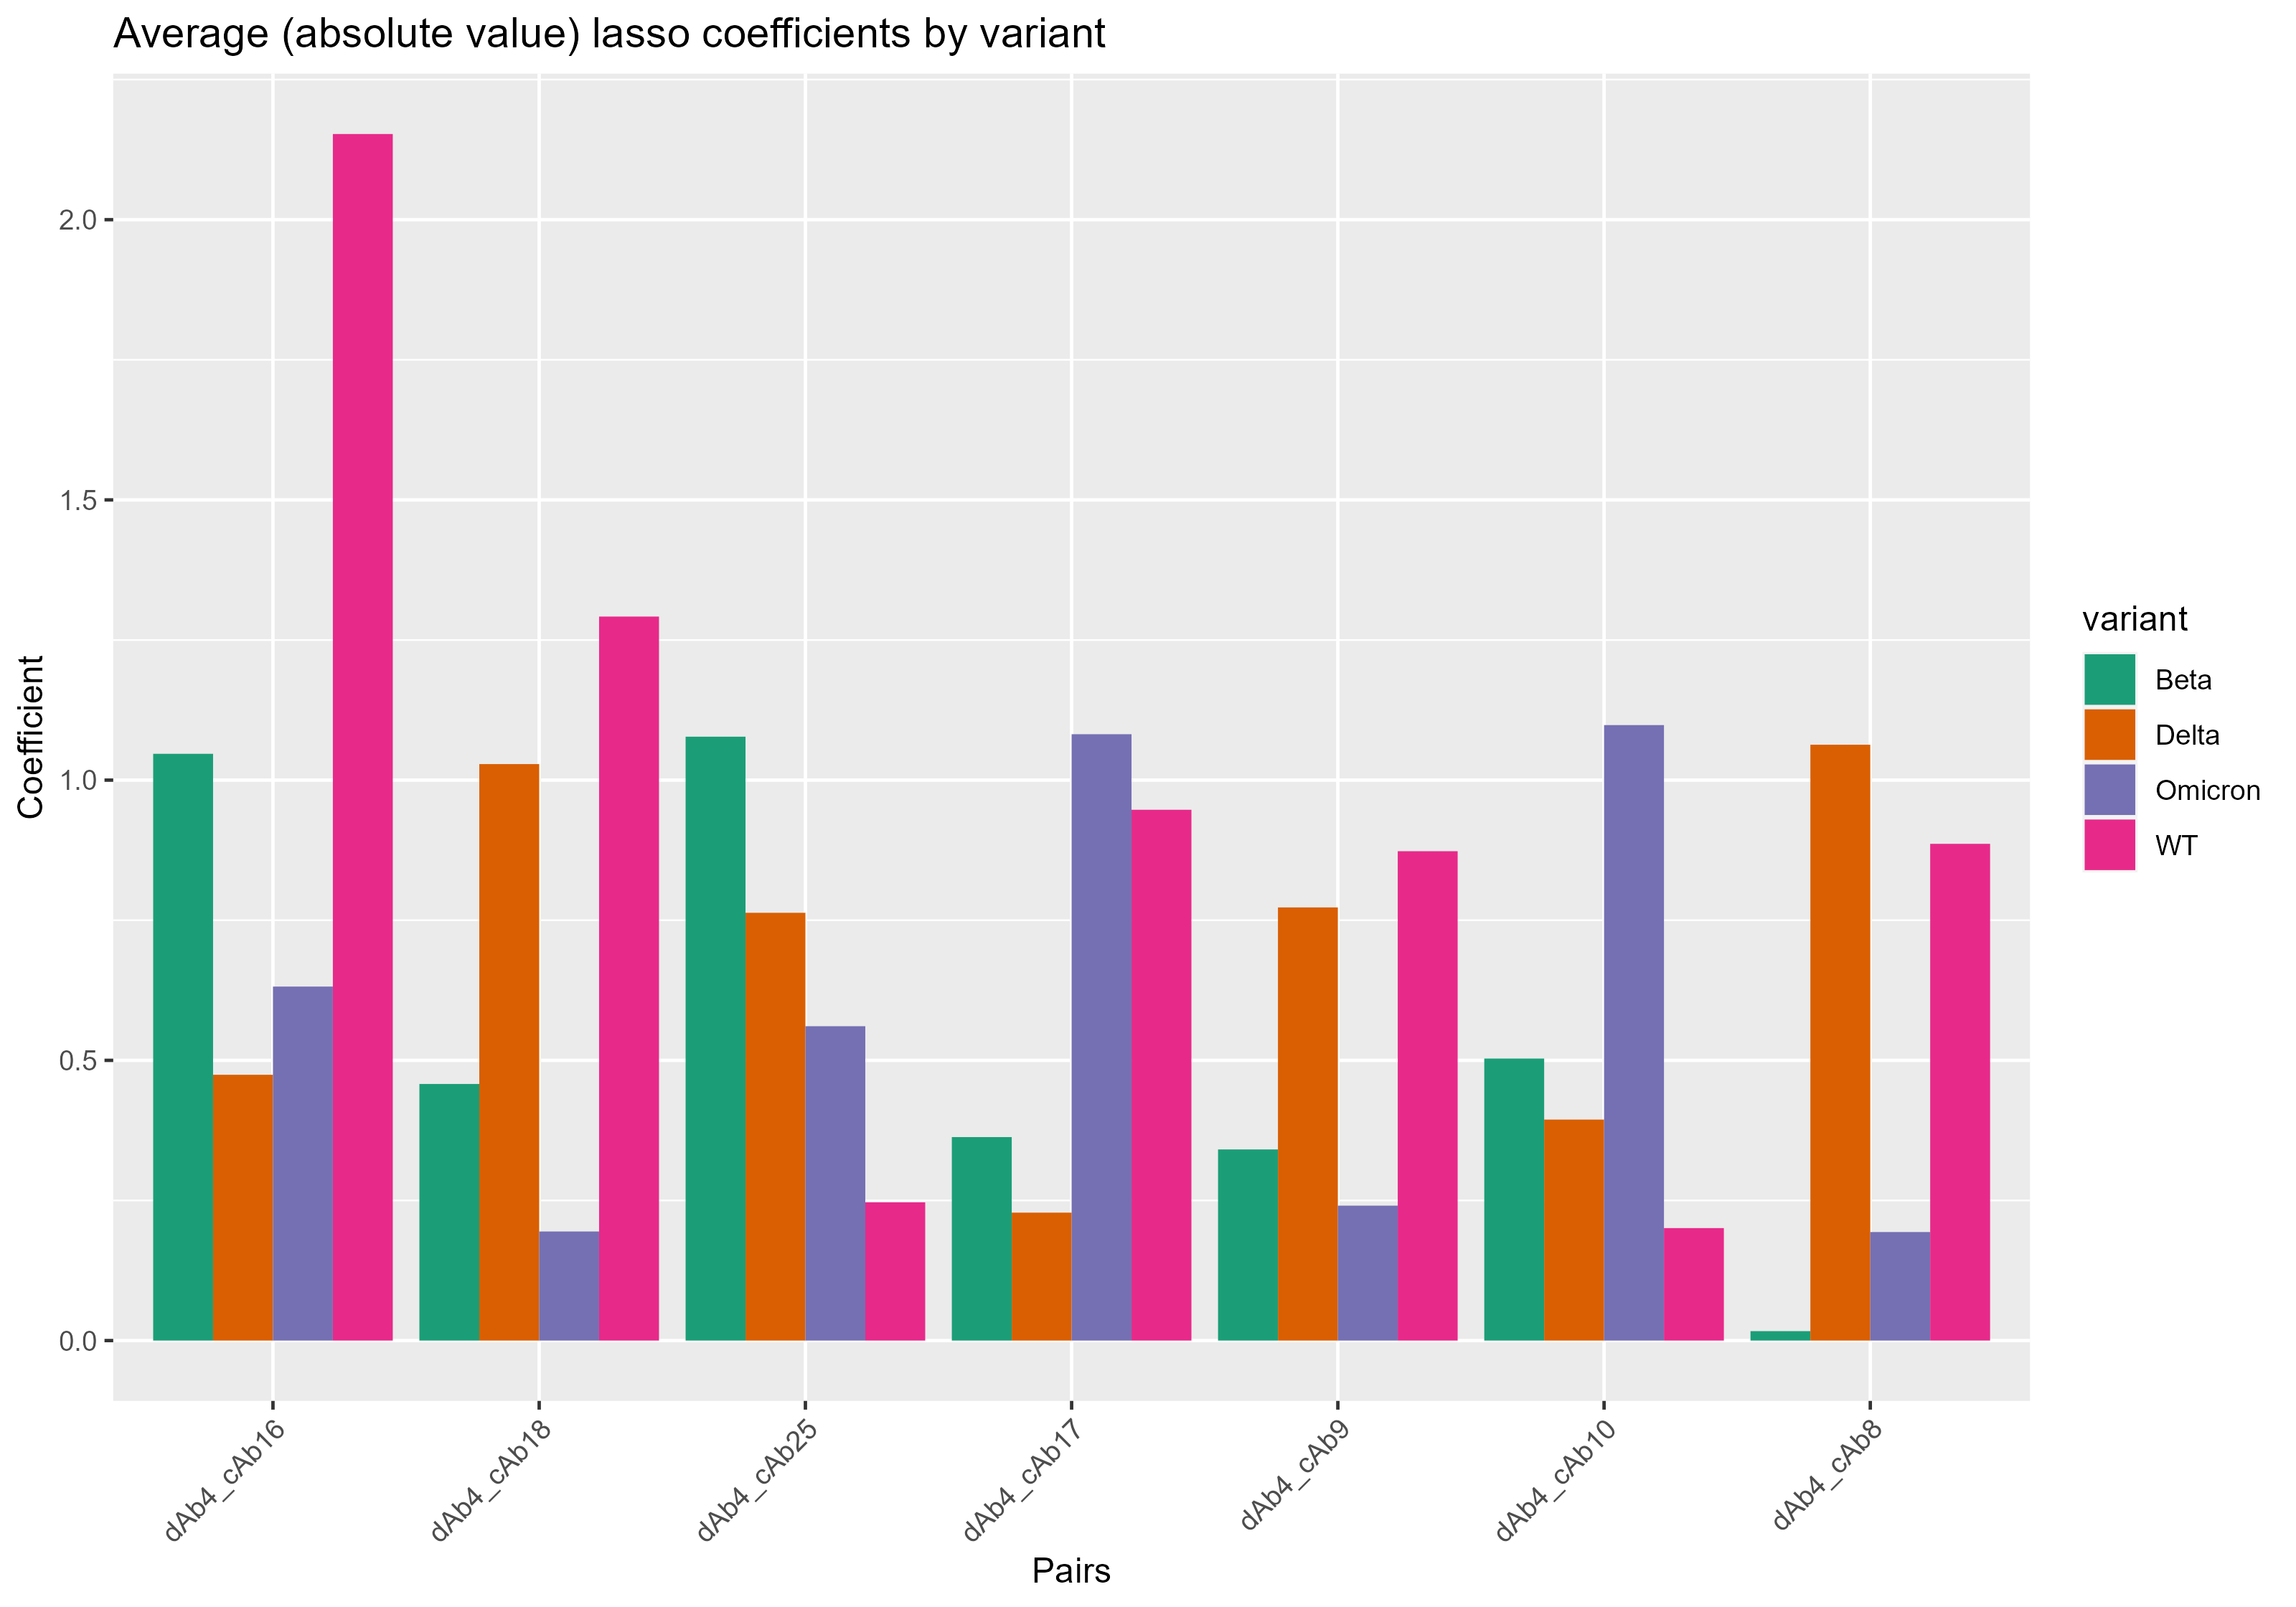 Average (absolute value) lasso coefficients by variant
Coefficient
2.0
1.5
1.0
0.5
0.0
dAb4_cAb16
dAb4_cAb18
dAb4_cAb25
dAb4_cAb17
dAb4_cAb9
dAb4_cAb10
dAb4_cAb8
Pairs
variant
Beta
Delta
Omicron
WT